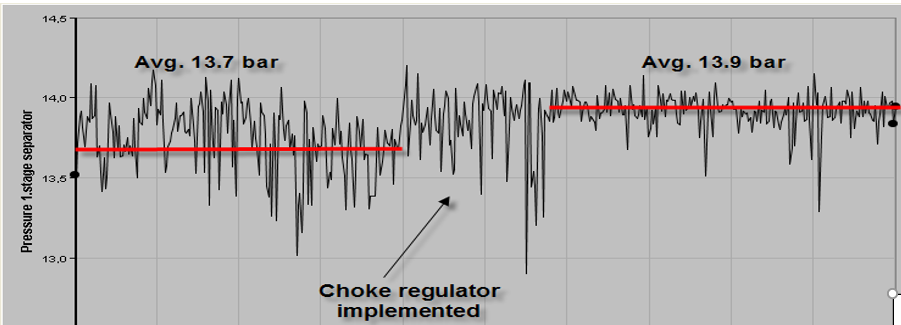 14,5
Avg. 13.7 bar
Avg. 13.9 bar
14,0
13,5
13,0
Pressure 1.stage separator
Choke regulator
implemented